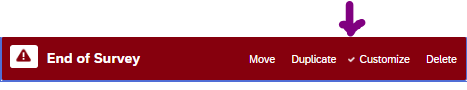 End of Survey Move Duplicate ✓ Customize Delete